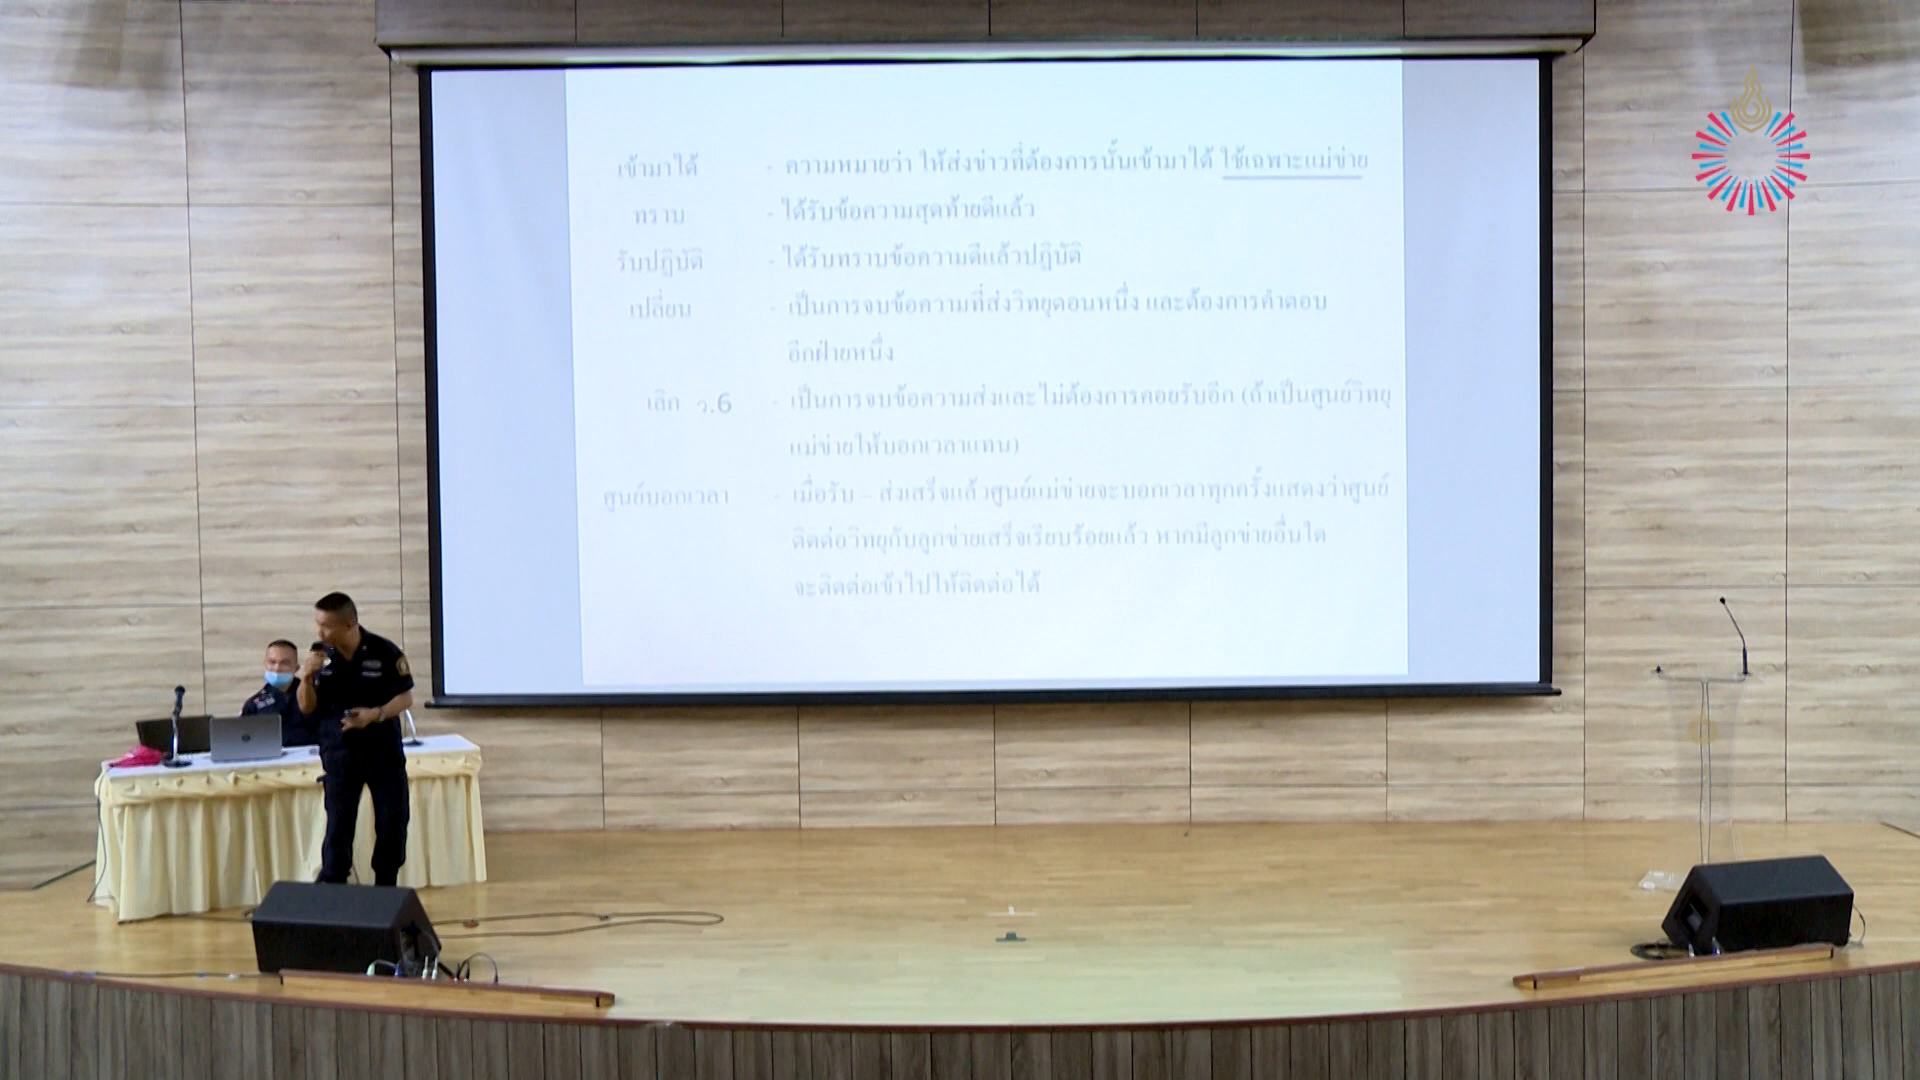 เข้ามาได้ - ความหมายว่า ให้ส่งข่าวที่ต้องการนั้นเข้ามาได้ ใช้เฉพาะแม่ข่าย
ทราบ - ได้รับข้อความสุดท้ายดีแล้ว
รับปฏิบัติ - ได้รับทราบข้อความดีแล้วปฏิบัติ
เปลี่ยน - เป็นการจบข้อความที่ส่งวิทยุตอนหนึ่ง และต้องการคำตอบ
อีกฝ่ายหนึ่ง
เลิก ว.6 - เป็นการจบข้อความส่งและไม่ต้องการคอยรับอีก (ถ้าเป็นศูนย์วิทยุ
แม่ข่ายให้บอกเวลาแทน)
ศูนย์บอกเวลา - เมื่อรับ – ส่งเสร็จแล้วศูนย์แม่ข่ายจะบอกเวลาทุกครั้งแสดงว่าศูนย์
ติดต่อวิทยุกับลูกข่ายเสร็จเรียบร้อยแล้ว หากมีลูกข่ายอื่นใด
จะติดต่อเข้าไปให้ติดต่อได้